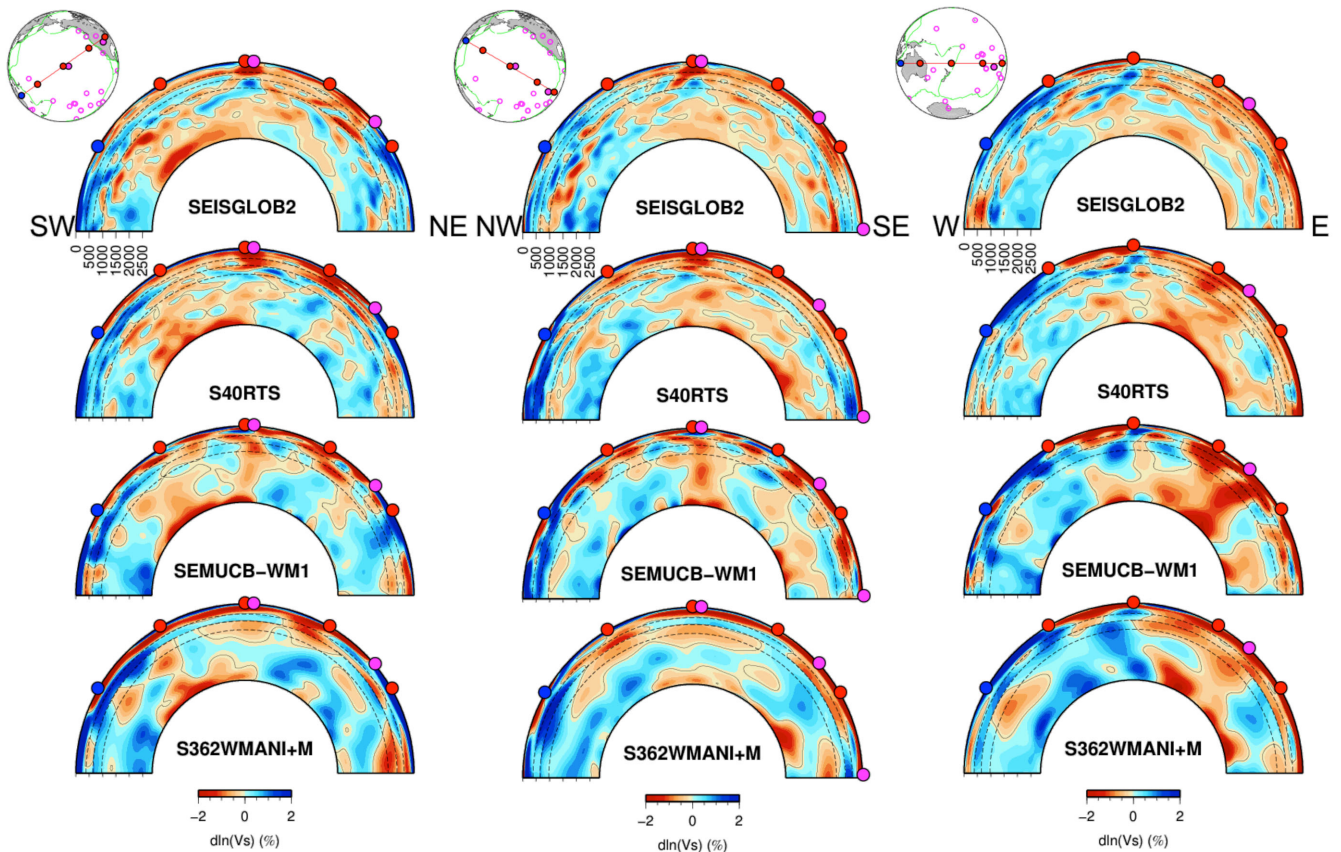 SEISGLOB2
SEISGLOB2
SEISGLOB2
SW
NE
NW
SE
W
E
0
500
1000
1500
2000
2500
0
500
1000
1500
2000
2500
0
500
1000
1500
2000
2500
S40RTS
S40RTS
S40RTS
SEMUCB−WM1
SEMUCB−WM1
SEMUCB−WM1
S362WMANI+M
S362WMANI+M
S362WMANI+M
−2 0 2
−2 0 2
−2 0 2
dln(Vs) (%)
dln(Vs) (%)
dln(Vs) (%)